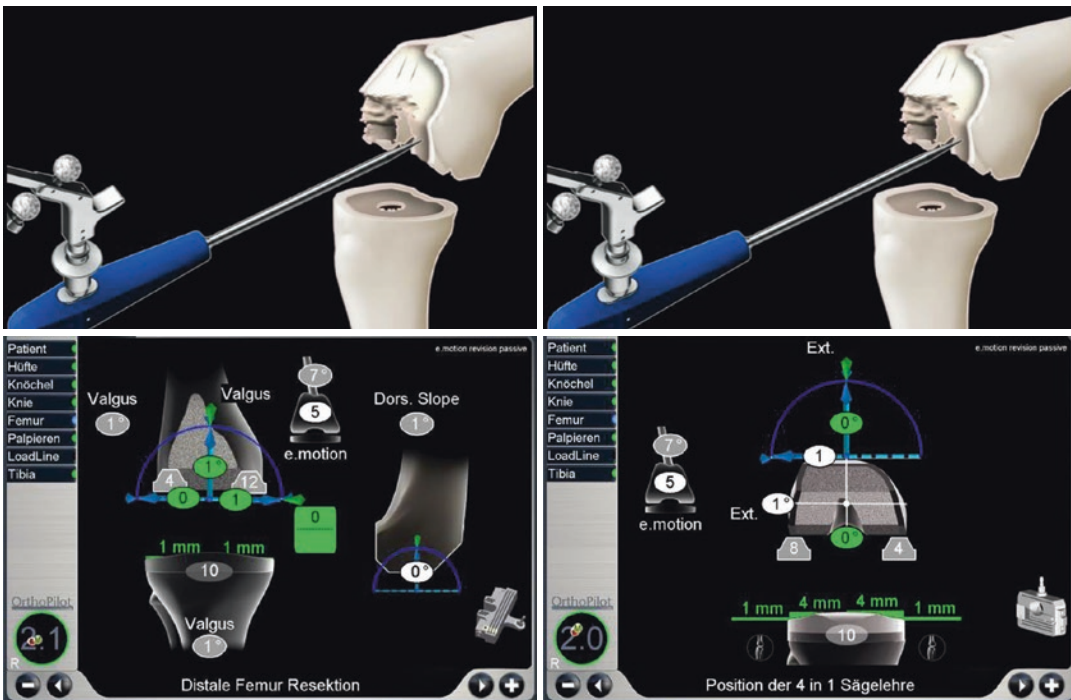 Patient
Hüfte
Knöchel
Knie
Femur
Palpieren
LoadLine
Tibia
e.motion revision passive
Valgus
1°
Valgus
7°
5
e.motion
Dors. Slope
1°
1°
4
12
0
1
0
0°
1 mm
1 mm
10
Valgus
1°
OrthoPilot
2.1
R
Distale Femur Resektion
Patient
Hüfte
Knöchel
Knie
Femur
Palpieren
LoadLine
Tibia
e.motion revision passive
Ext.
0°
7°
5
e.motion
1
Ext.
1°
0°
8
4
1 mm
4 mm
4 mm
1 mm
10
OrthoPilot
2.0
R
Position der 4 in 1 Sägelehre